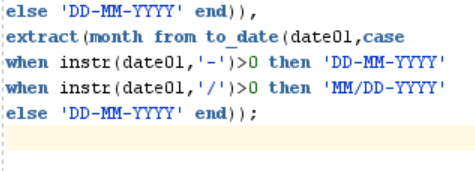 else 'DD-MM-YYYY' end)),
extract(month from to_date(date01,case
when instr(date01,'-')>0 then 'DD-MM-YYYY'
when instr(date01,'/')>0 then 'MM/DD-YYYY'
else 'DD-MM-YYYY' end));